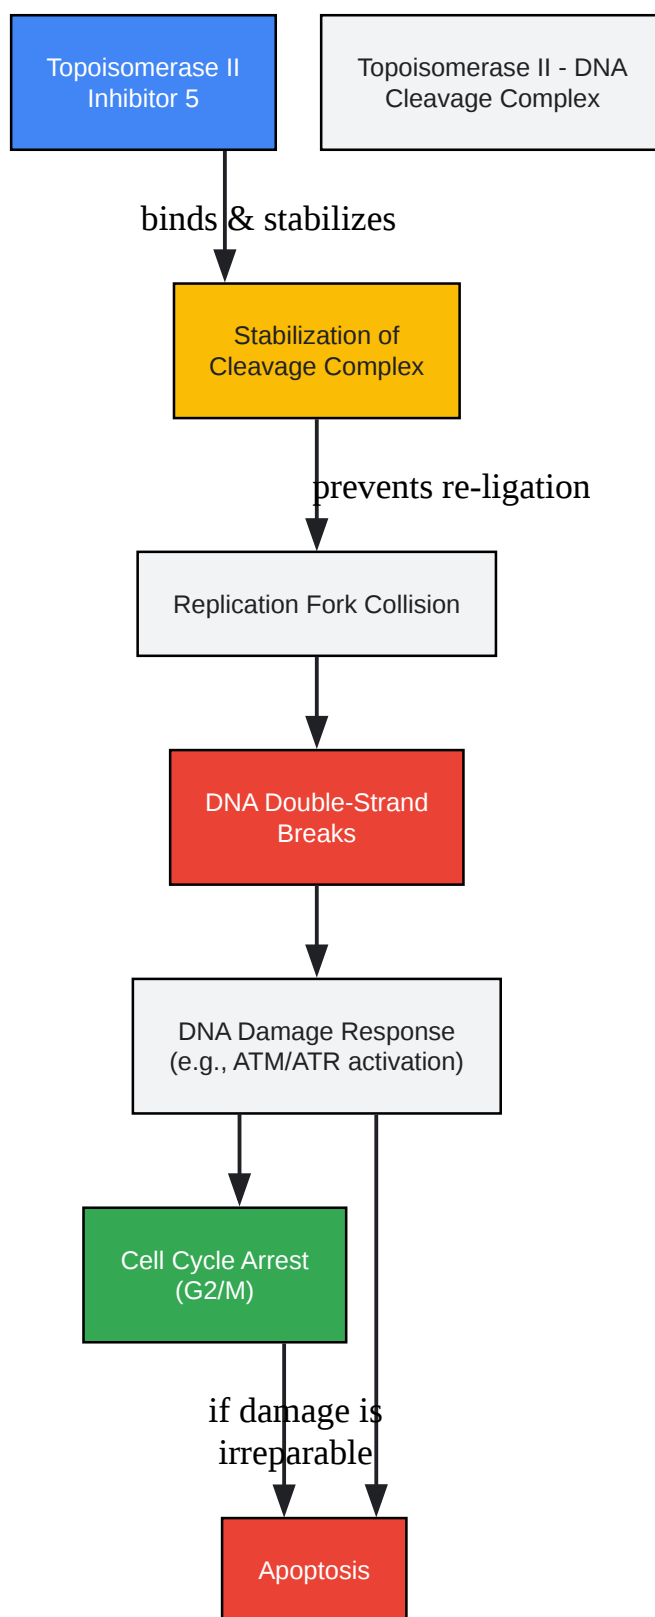 Topoisomerase II
Inhibitor 5
Topoisomerase II - DNA
Cleavage Complex
binds & stabilizes
Stabilization of
Cleavage Complex
prevents re-ligation
Replication Fork Collision
DNA Double-Strand
Breaks
DNA Damage Response
(e.g., ATM/ATR activation)
Cell Cycle Arrest
(G2/M)
if damage is
irreparable
Apoptosis